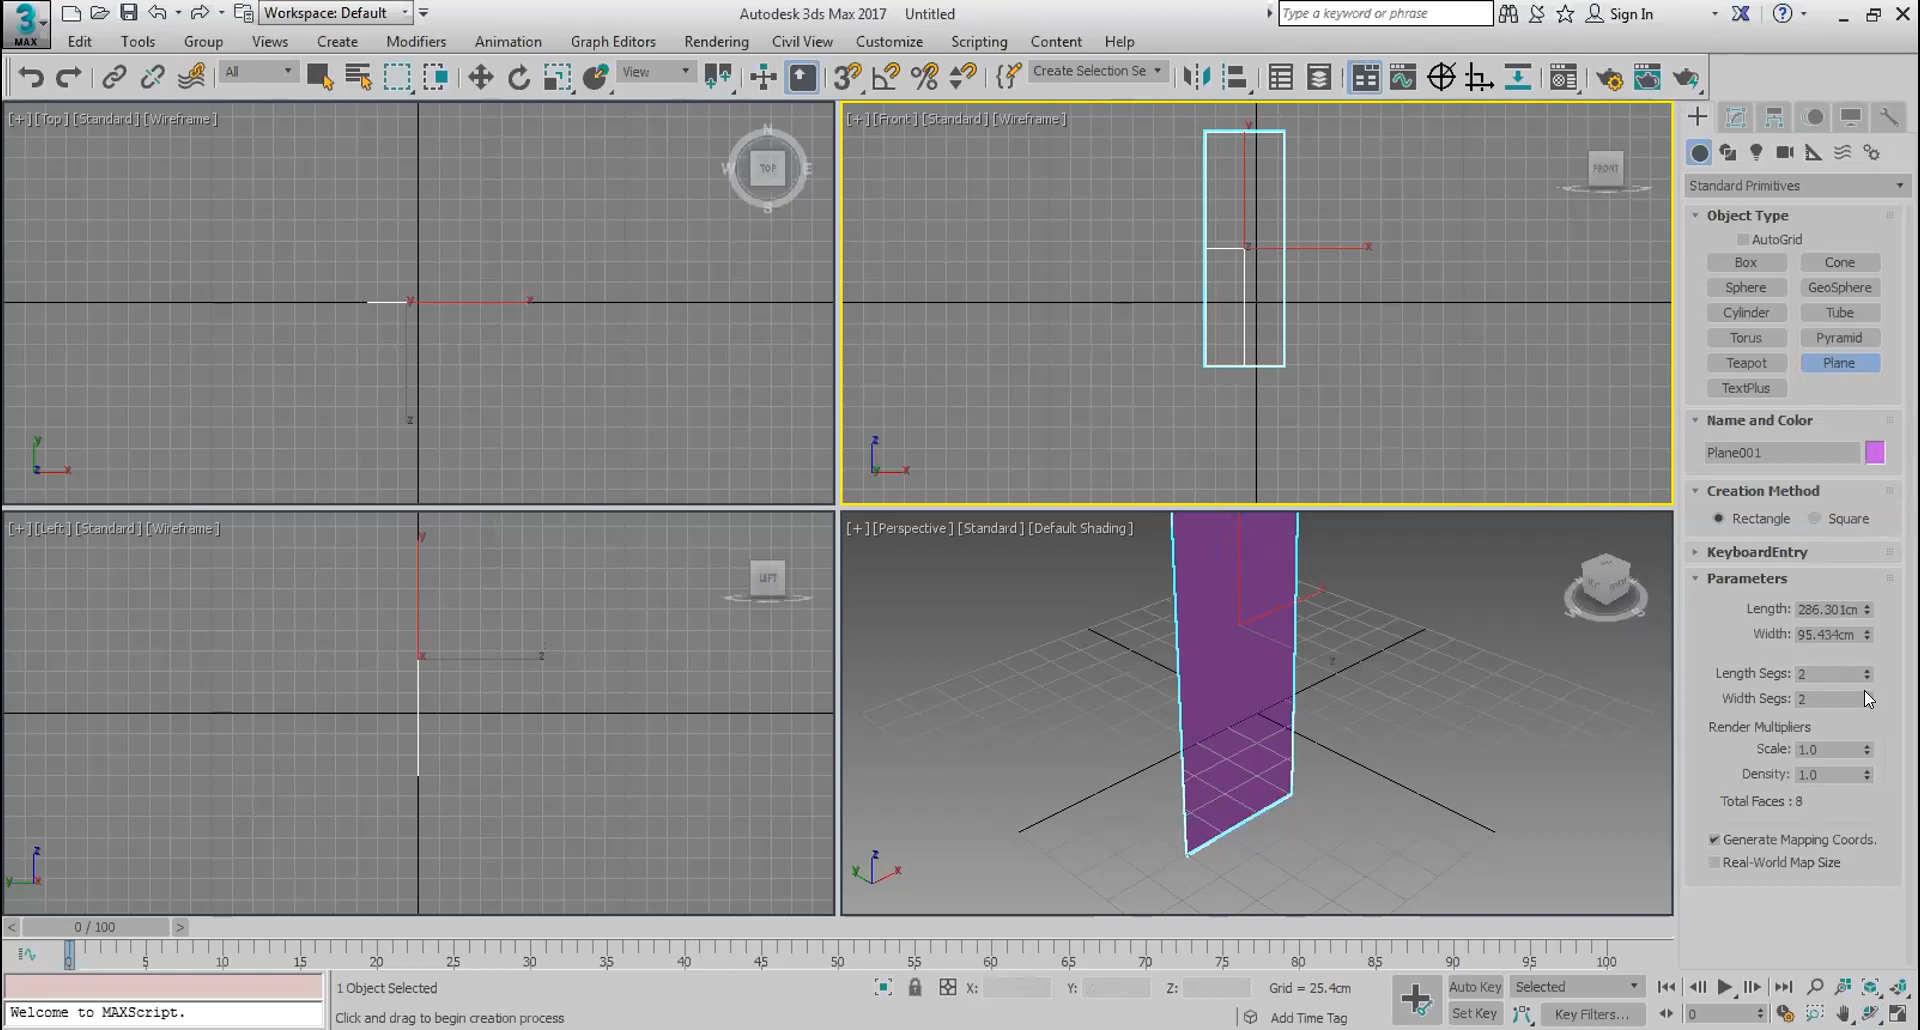 Workspace: Default
Autodesk 3ds Max 2017 Untitled
Type a keyword or phrase
Sign In
MAX
Edit Tools Group Views Create Modifiers Animation Graph Editors Rendering Civil View Customize Scripting Content Help
All
View
Create Selection Se
[+] [Top] [Standard] [Wireframe]
N
W
TOP
E
S
y
x
z
y
z
x
[+] [Front] [Standard] [Wireframe]
y
z
x
FRONT
z
y
x
[+] [Left] [Standard] [Wireframe]
y
x
z
LEFT
z
y
x
[+] [Perspective] [Standard] [Default Shading]
z
z
y
x
Standard Primitives
Object Type
AutoGrid
Box Cone
Sphere GeoSphere
Cylinder Tube
Torus Pyramid
Teapot Plane
TextPlus
Name and Color
Plane001
Creation Method
Rectangle Square
KeyboardEntry
Parameters
Length: 286.301cm
Width: 95.434cm
Length Segs: 2
Width Segs: 2
Render Multipliers
Scale: 1.0
Density: 1.0
Total Faces : 8
Generate Mapping Coords.
Real-World Map Size
< 0 / 100 >
0 5 10 15 20 25 30 35 40 45 50 55 60 65 70 75 80 85 90 95 100
1 Object Selected
X: Y: Z: Grid = 25.4cm
Auto Key Selected
Welcome to MAXScript.
Click and drag to begin creation process
Add Time Tag
Set Key Key Filters...
0